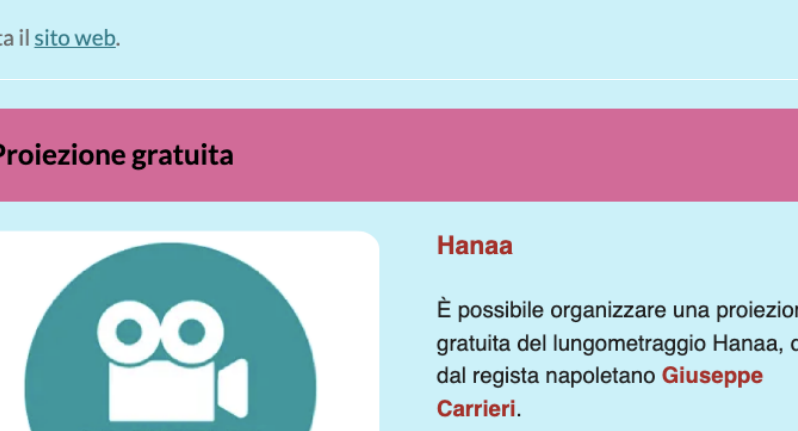 ta il sito web.
Proiezione gratuita
Hanaa
È possibile organizzare una proiezion
gratuita del lungometraggio Hanaa, d
dal regista napoletano Giuseppe
Carrieri.